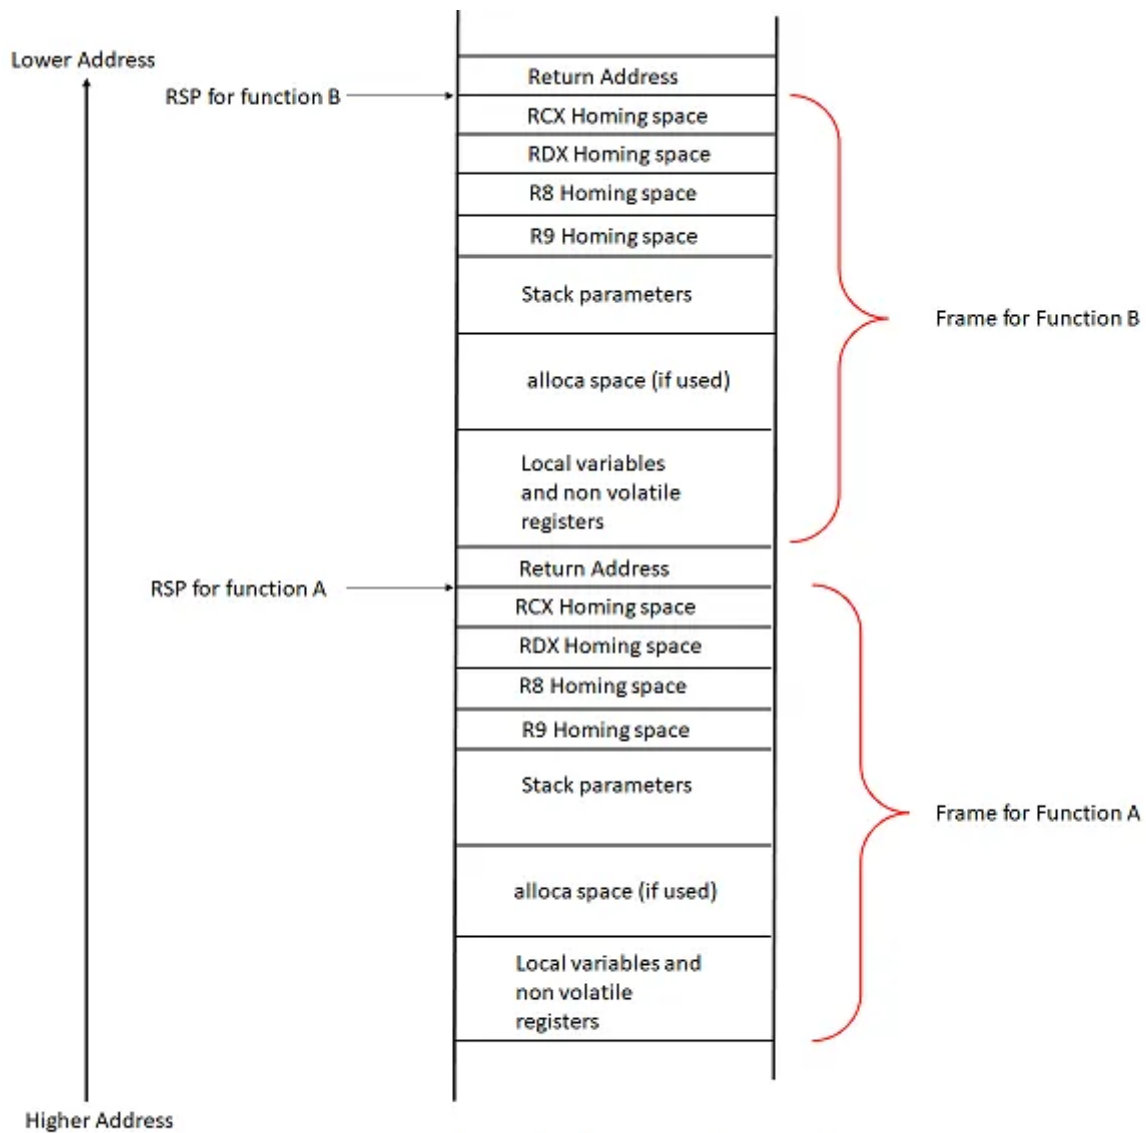 Lower Address
Return Address
RSP for function B
RCX Homing space
RDX Homing space
R8 Homing space
R9 Homing space
Stack parameters
Frame for Function B
alloca space (if used)
Local variables
and non volatile
registers
Return Address
RSP for function A
RCX Homing space
RDX Homing space
R8 Homing space
R9 Homing space
Stack parameters
Frame for Function A
alloca space (if used)
Local variables and
non volatile
registers
Higher Address